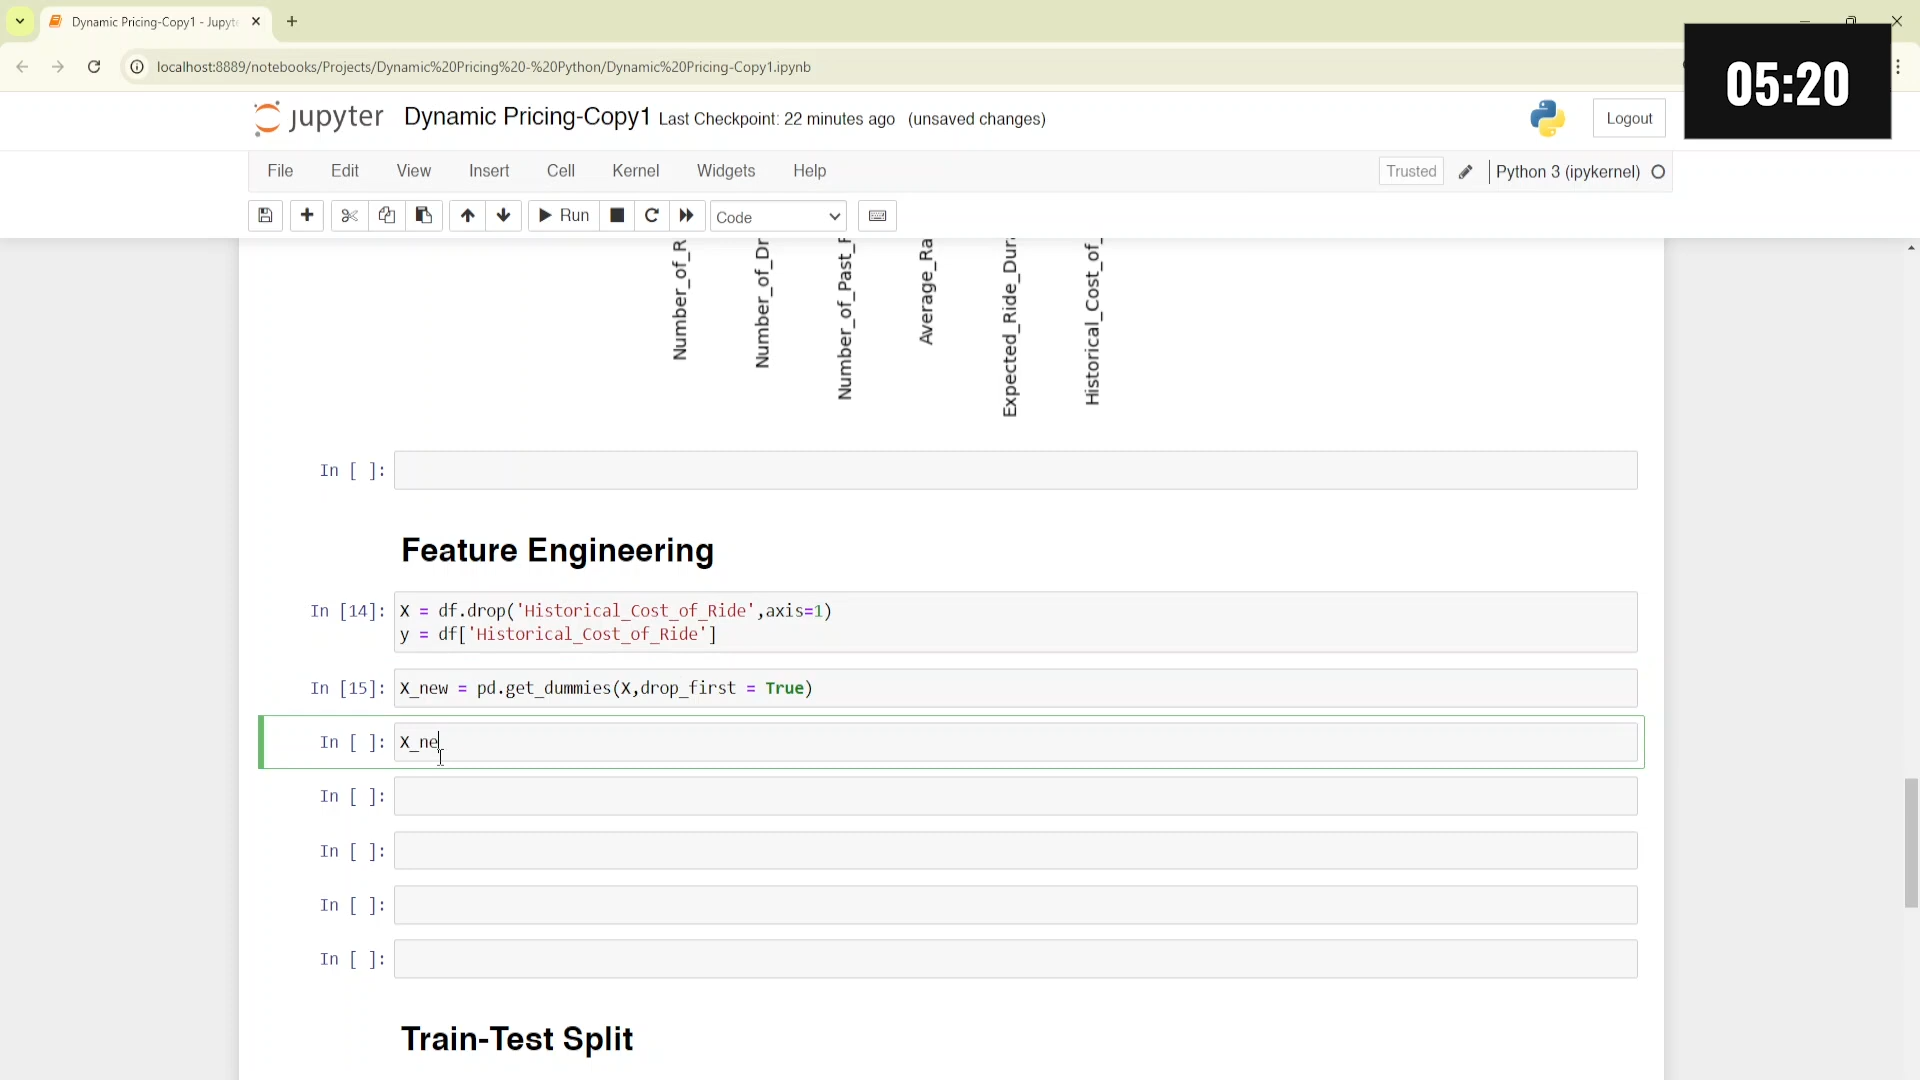 Dynamic Pricing-Copy1 - Jupyt
localhost:8889/notebooks/Projects/Dynamic%20Pricing%20-%20Python/Dynamic%20Pricing-Copy1.ipynb
05:20
jupyter Dynamic Pricing-Copy1 Last Checkpoint: 22 minutes ago (unsaved changes)
Logout
File Edit View Insert Cell Kernel Widgets Help
Trusted Python 3 (ipykernel)
Run Code
Number_of_R
Number_of_Dr
Number_of_Past_
Average_Ra
Expected_Ride_Dura
Historical_Cost_of_
In [ ]:
Feature Engineering
In [14]: X = df.drop('Historical_Cost_of_Ride',axis=1)
y = df['Historical_Cost_of_Ride']
In [15]: X_new = pd.get_dummies(X,drop_first = True)
In [ ]: X_ne
In [ ]:
In [ ]:
In [ ]:
In [ ]:
Train-Test Split